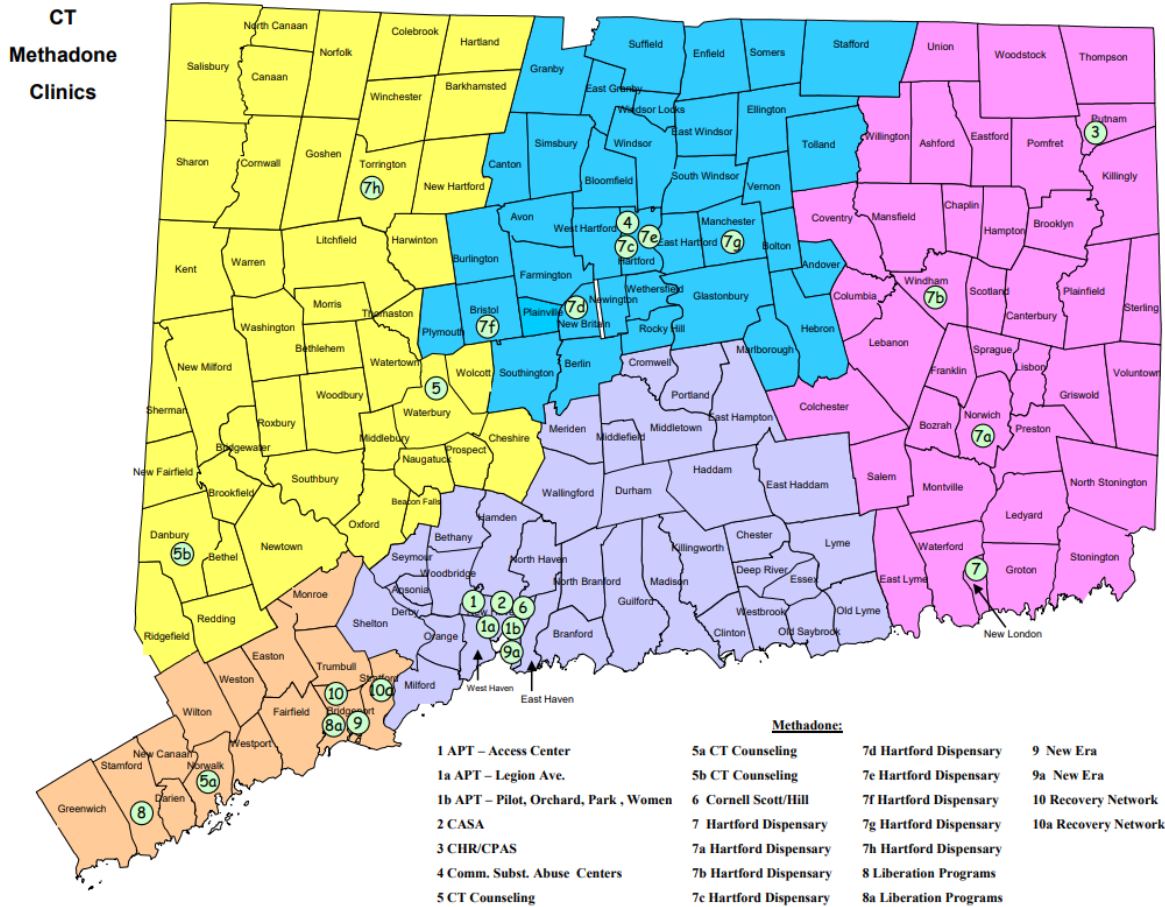 CT
Methadone
Clinics
North Canaan
Colebrook
Hartland
Norfolk
Salisbury
Canaan
Winchester
Barkhamsted
Sharon
Cornwall
Goshen
Torrington
7h
New Hartford
Litchfield
Harwinton
Kent
Warren
Morris
Thomaston
Washington
Bethlehem
Watertown
Wolcott
5
New Milford
Woodbury
Waterbury
Sherman
Roxbury
Middlebury
Cheshire
Bridgewater
Naugatuck
Prospect
New Fairfield
Southbury
Brookfield
Beacon Falls
Oxford
Danbury
5b
Bethel
Newtown
Redding
Ridgefield
Suffield
Enfield
Somers
Stafford
Granby
East Granby
Windsor Locks
Ellington
East Windsor
Simsbury
Windsor
Tolland
Canton
Bloomfield
South Windsor
Vernon
Avon
West Hartford
4
7c
7e
Hartford
East Hartford
Manchester
7g
Bolton
Burlington
Farmington
Andover
Wethersfield
Glastonbury
Newington
Bristol
7f
Plainville
7d
New Britain
Plymouth
Rocky Hill
Hebron
Marlborough
Southington
Berlin
Union
Woodstock
Thompson
Putnam
3
Willington
Ashford
Eastford
Pomfret
Killingly
Coventry
Mansfield
Chaplin
Hampton
Brooklyn
Windham
7b
Columbia
Scotland
Canterbury
Plainfield
Sterling
Lebanon
Sprague
Franklin
Lisbon
Voluntown
Griswold
Colchester
Norwich
7a
Bozrah
Preston
Salem
Montville
North Stonington
Ledyard
Waterford
East Lyme
7
Groton
Stonington
New London
Cromwell
Portland
East Hampton
Meriden
Middlefield
Middletown
Haddam
East Haddam
Wallingford
Durham
Hamden
Bethany
Chester
Lyme
Seymour
North Haven
Killingworth
Woodbridge
Deep River
Essex
Ansonia
North Branford
Madison
1
2
6
Derby
Guilford
Westbrook
Old Lyme
Shelton
1a
1b
Orange
Branford
Clinton
Old Saybrook
9a
Milford
West Haven
East Haven
Monroe
Easton
Trumbull
Stratford
Weston
10
10a
Wilton
Fairfield
Bridgeport
8a
9
Westport
New Canaan
Stamford
Norwalk
5a
Darien
Greenwich
8
Methadone:
1 APT – Access Center
1a APT – Legion Ave.
1b APT – Pilot, Orchard, Park , Women
2 CASA
3 CHR/CPAS
4 Comm. Subst. Abuse Centers
5 CT Counseling
5a CT Counseling
5b CT Counseling
6 Cornell Scott/Hill
7 Hartford Dispensary
7a Hartford Dispensary
7b Hartford Dispensary
7c Hartford Dispensary
7d Hartford Dispensary
7e Hartford Dispensary
7f Hartford Dispensary
7g Hartford Dispensary
7h Hartford Dispensary
8 Liberation Programs
8a Liberation Programs
9 New Era
9a New Era
10 Recovery Network
10a Recovery Network